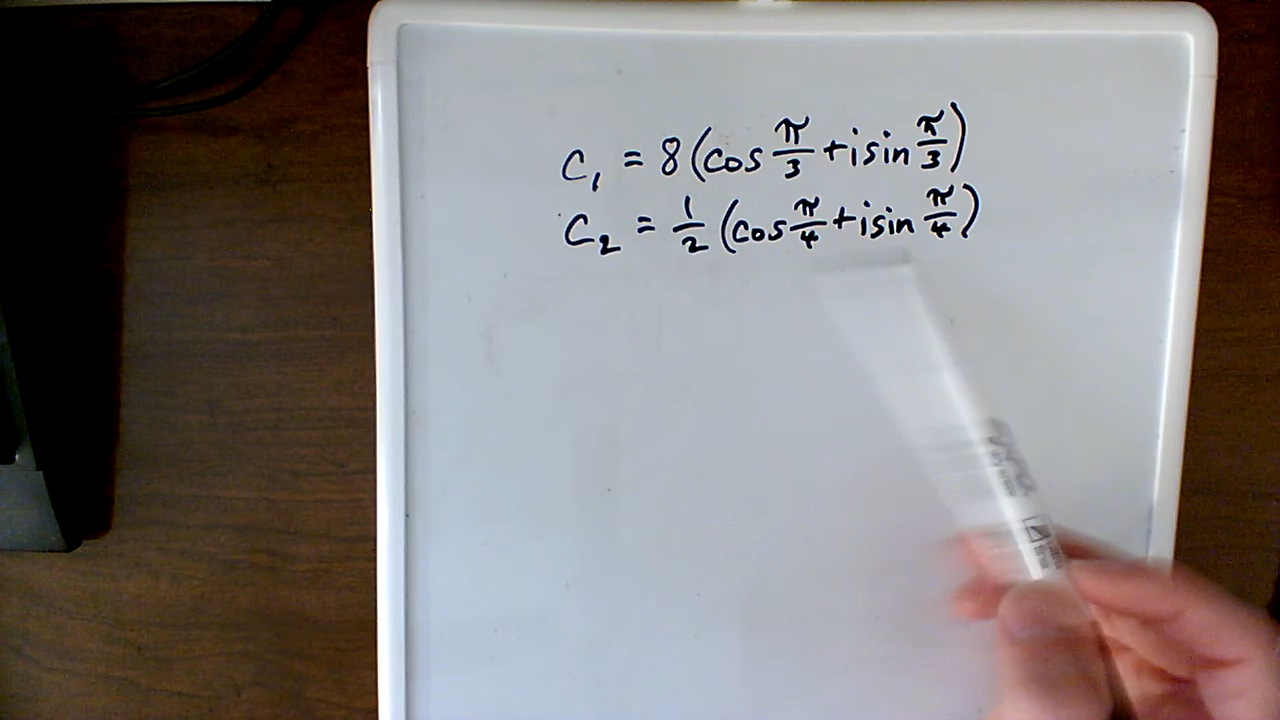 C₁ = 8 (cos π/3 + i sin π/3)
C₂ = 1/2 (cos π/4 + i sin π/4)